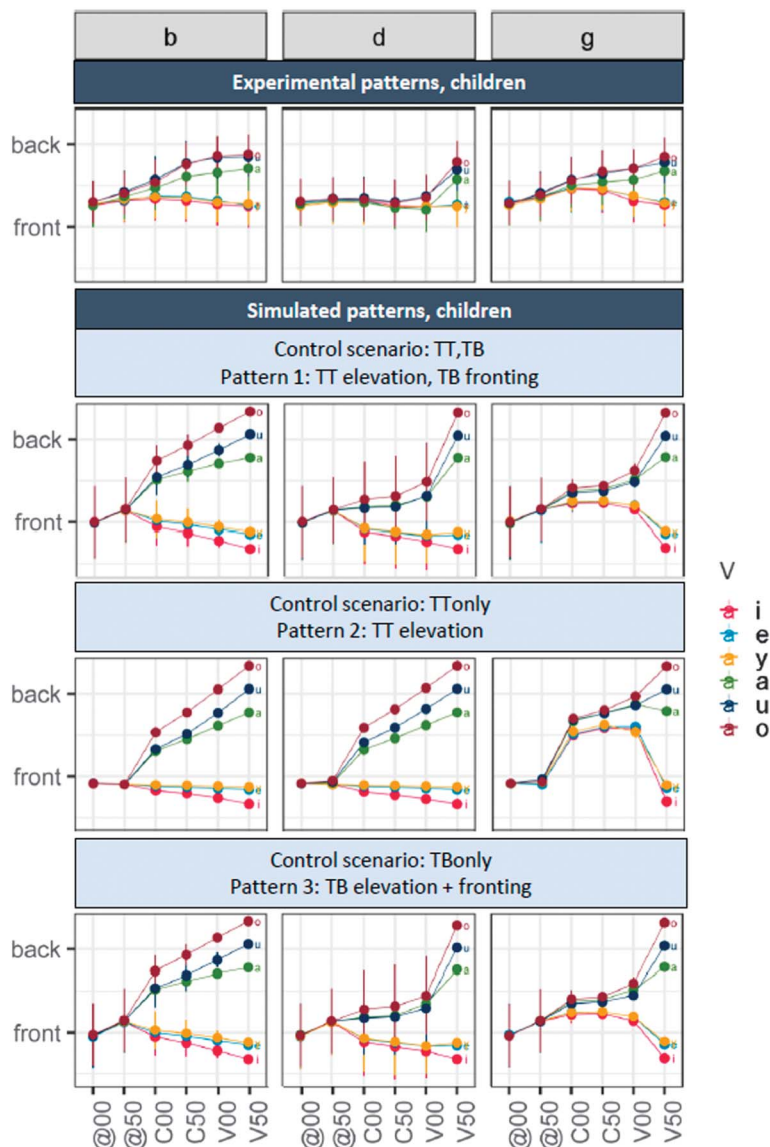 b d g
Experimental patterns, children
back
front
Simulated patterns, children
Control scenario: TT,TB
Pattern 1: TT elevation, TB fronting
back
o
u
a
e
i
o
u
a
e
i
o
u
a
e
i
front
Control scenario: TTonly
Pattern 2: TT elevation
back
o
u
a
e
i
o
u
a
e
i
o
u
a
e
i
front
Control scenario: TBonly
Pattern 3: TB elevation + fronting
back
o
u
a
e
i
o
u
a
e
i
o
u
a
e
i
front
@00 @50 C00 C50 V00 V50 @00 @50 C00 C50 V00 V50 @00 @50 C00 C50 V00 V50
V
a i
a e
a y
a a
a u
a o